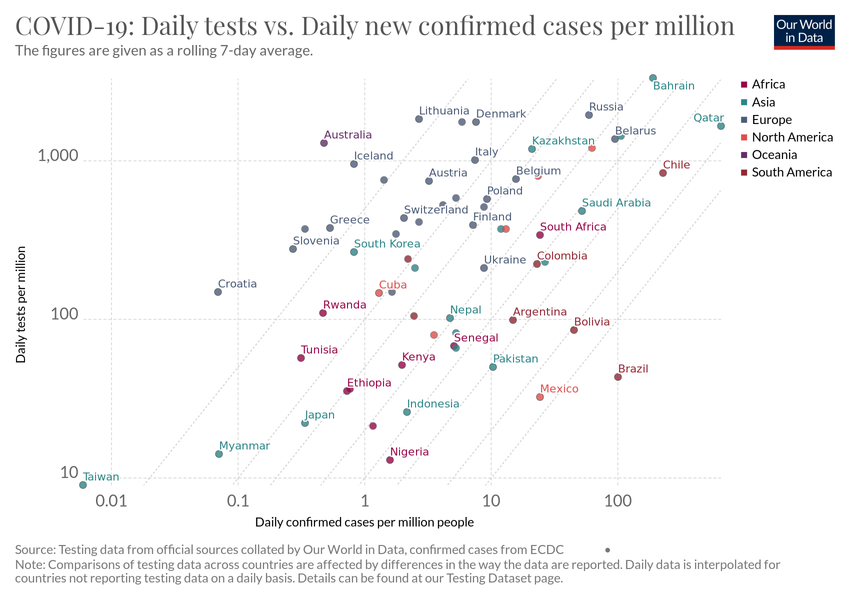 COVID-19: Daily tests vs. Daily new confirmed cases per million
The figures are given as a rolling 7-day average.
Our World
in Data
Africa
Asia
Europe
North America
Oceania
South America
Daily tests per million
1,000
100
10
Bahrain
Lithuania
Denmark
Russia
Qatar
Australia
Kazakhstan
Belarus
Iceland
Italy
Chile
Austria
Belgium
Poland
Saudi Arabia
Switzerland
Greece
Finland
South Africa
Slovenia
South Korea
Ukraine
Colombia
Croatia
Cuba
Rwanda
Nepal
Argentina
Bolivia
Senegal
Tunisia
Kenya
Pakistan
Brazil
Ethiopia
Mexico
Japan
Indonesia
Myanmar
Nigeria
Taiwan
0.01 0.1 1 10 100
Daily confirmed cases per million people
Source: Testing data from official sources collated by Our World in Data, confirmed cases from ECDC •
Note: Comparisons of testing data across countries are affected by differences in the way the data are reported. Daily data is interpolated for
countries not reporting testing data on a daily basis. Details can be found at our Testing Dataset page.